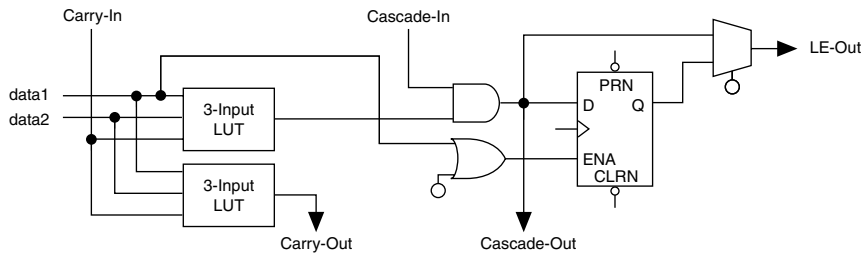 Carry-In
Cascade-In
LE-Out
data1
data2
3-Input
LUT
PRN
D
Q
ENA
CLRN
3-Input
LUT
Carry-Out
Cascade-Out